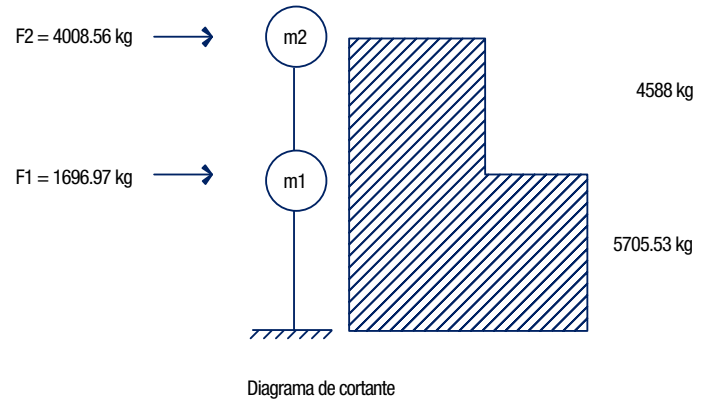 F2 = 4008.56 kg
m2
4588 kg
F1 = 1696.97 kg
m1
5705.53 kg
Diagrama de cortante